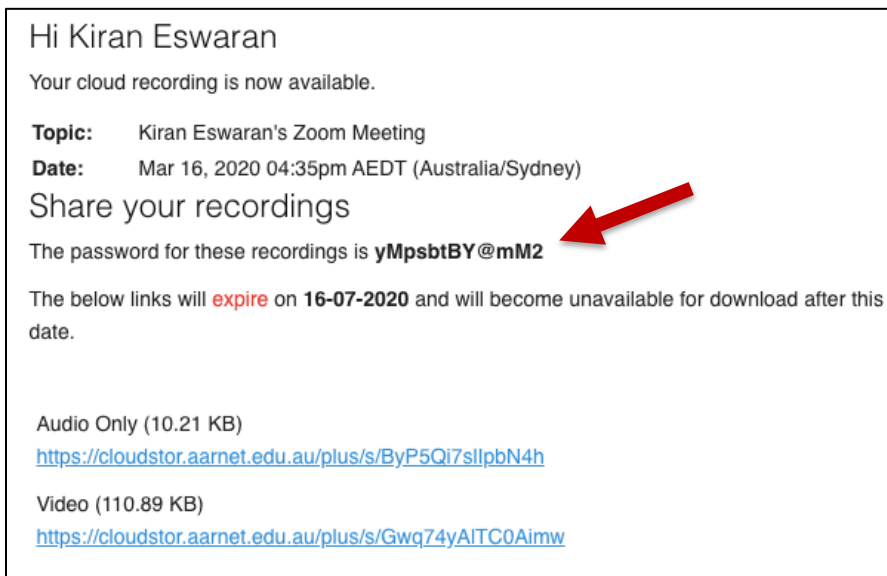 Hi Kiran Eswaran
Your cloud recording is now available.
Topic: Kiran Eswaran's Zoom Meeting
Date: Mar 16, 2020 04:35pm AEDT (Australia/Sydney)
Share your recordings
The password for these recordings is yMpsbtBY@mM2
The below links will expire on 16-07-2020 and will become unavailable for download after this
date.
Audio Only (10.21 KB)
https://cloudstor.aarnet.edu.au/plus/s/ByP5Qi7slIpbN4h
Video (110.89 KB)
https://cloudstor.aarnet.edu.au/plus/s/Gwq74yAlTC0Aimw